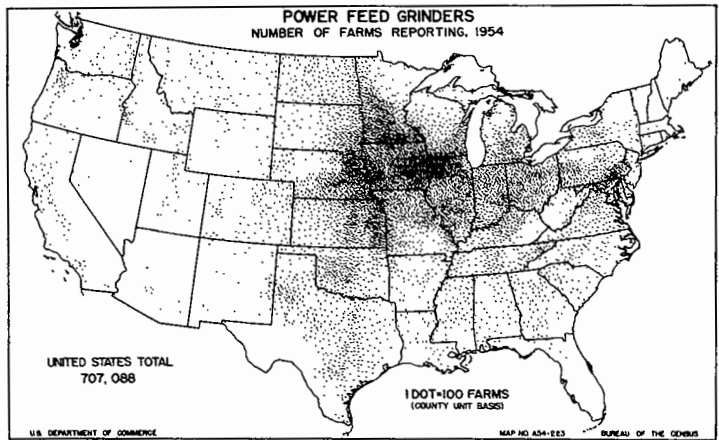 POWER FEED GRINDERS
NUMBER OF FARMS REPORTING, 1954
UNITED STATES TOTAL
707, 088
1 DOT=100 FARMS
(COUNTY UNIT BASIS)
U.S. DEPARTMENT OF COMMERCE
MAP NO. A54-223
BUREAU OF THE CENSUS